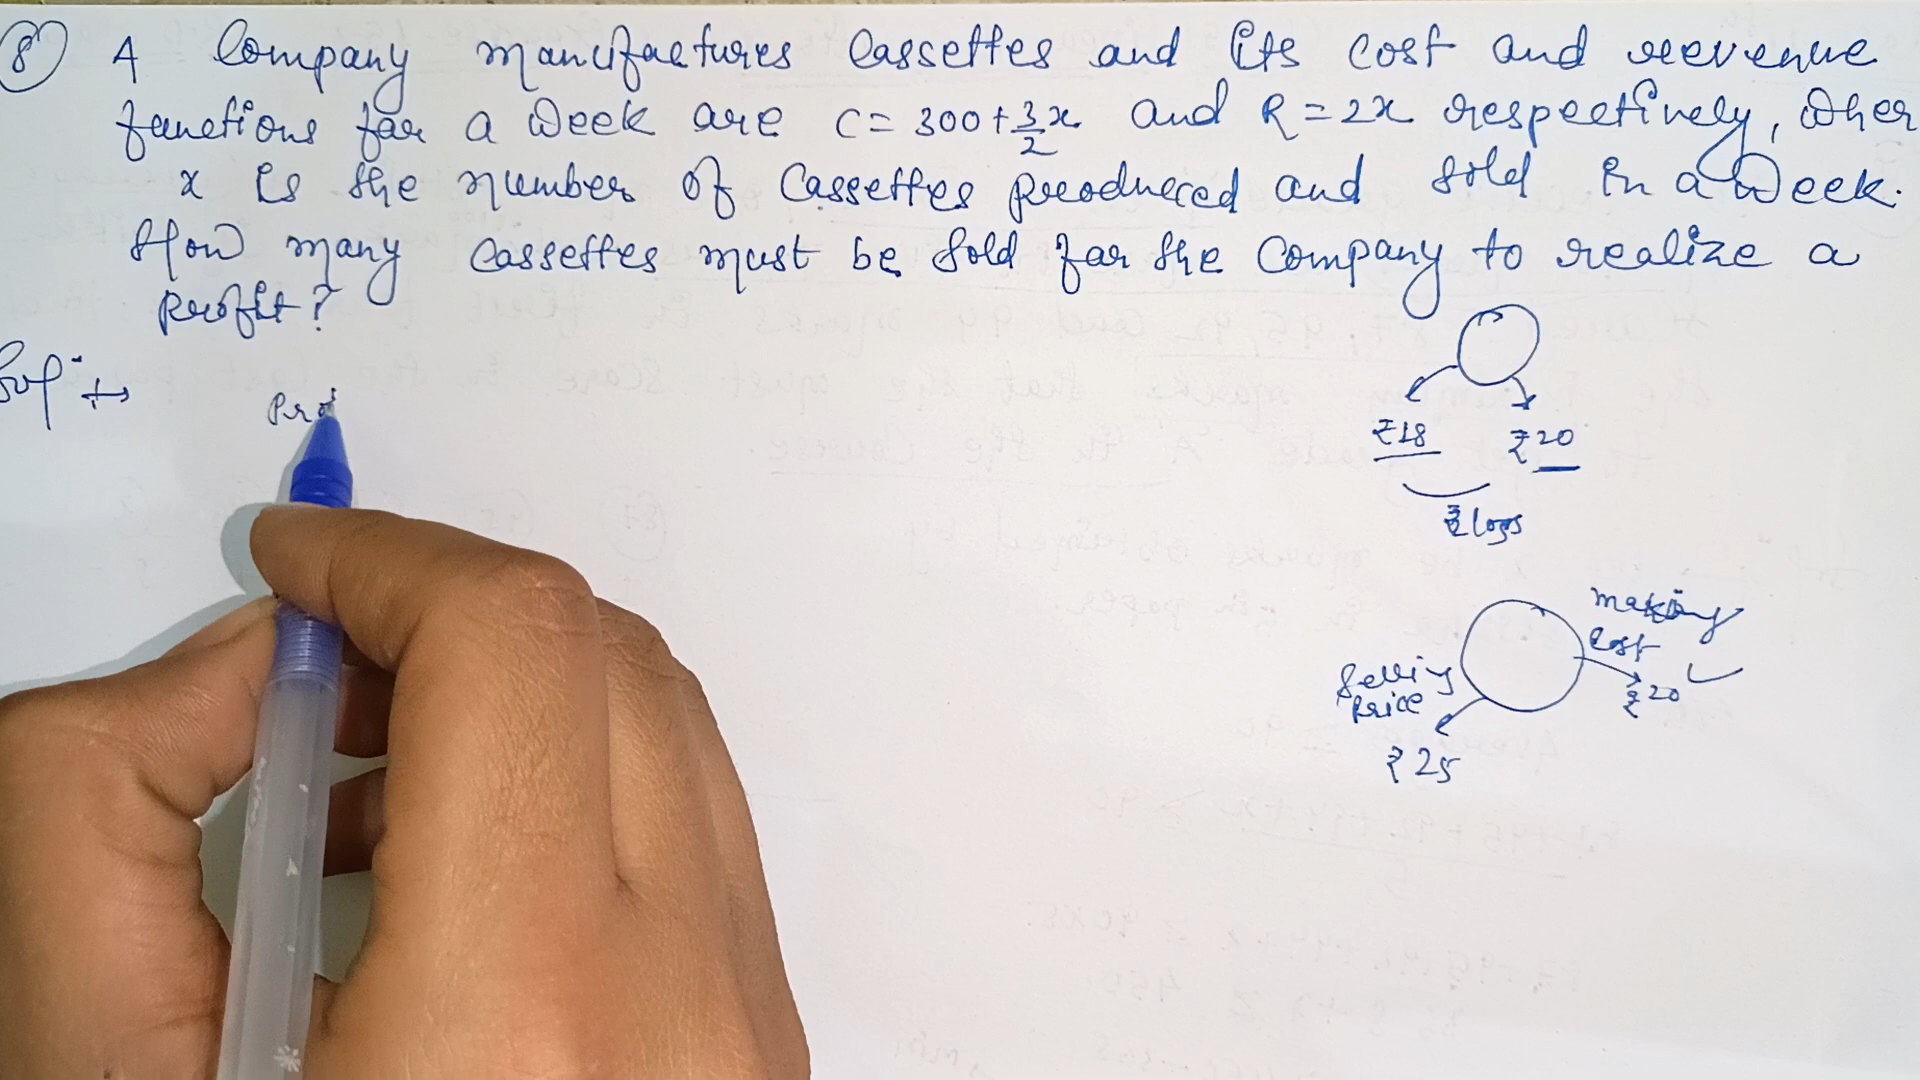 8 A Company manufactures cassettes and its cost and revenue
functions for a week are C = 300 + 3/2 x and R = 2x respectively, wher
x is the number of cassettes produced and sold in a week.
How many cassettes must be sold for the company to realize a
profit?
Sol
Pro
₹18 ₹20
loss
making
cost
₹20
Selling
Price
₹25